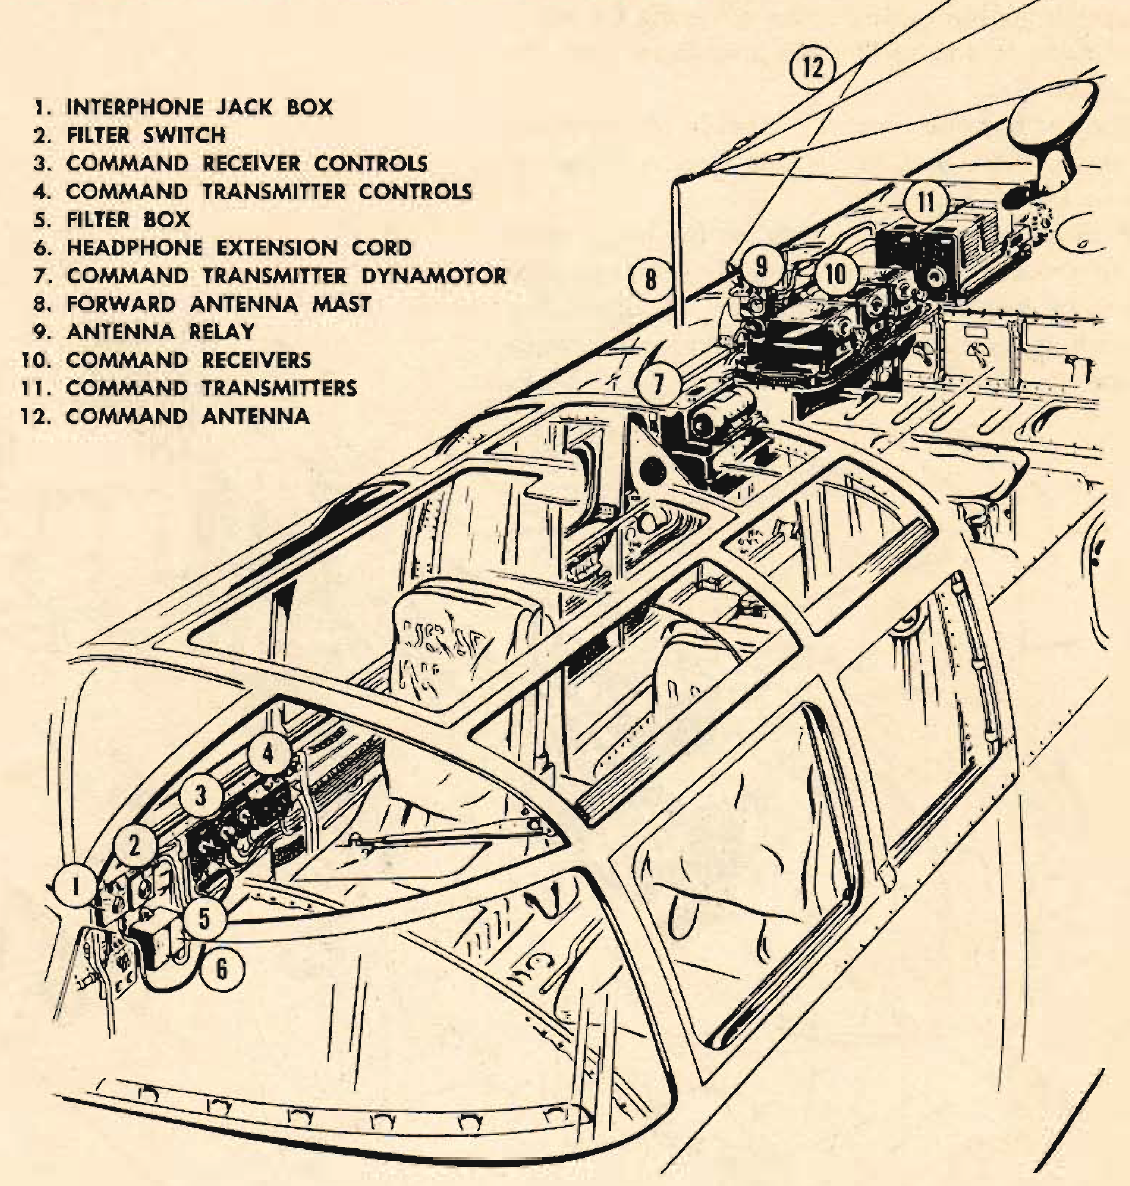 1. INTERPHONE JACK BOX
2. FILTER SWITCH
3. COMMAND RECEIVER CONTROLS
4. COMMAND TRANSMITTER CONTROLS
5. FILTER BOX
6. HEADPHONE EXTENSION CORD
7. COMMAND TRANSMITTER DYNAMOTOR
8. FORWARD ANTENNA MAST
9. ANTENNA RELAY
10. COMMAND RECEIVERS
11. COMMAND TRANSMITTERS
12. COMMAND ANTENNA
12
11
8
9
10
7
4
3
2
1
5
6